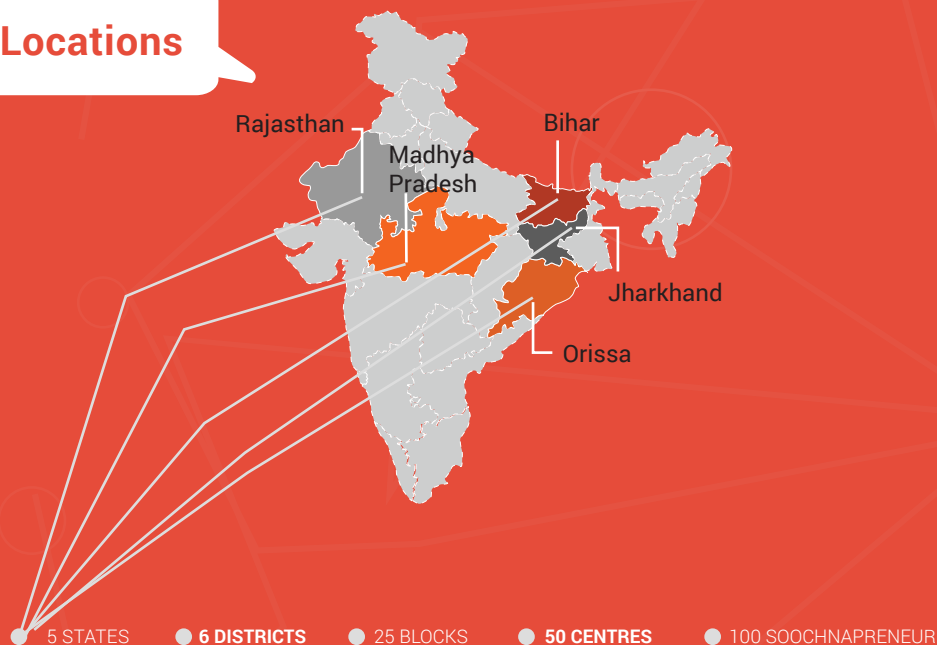 Locations
Rajasthan
Bihar
Madhya
Pradesh
Jharkhand
Orissa
5 STATES
6 DISTRICTS
25 BLOCKS
50 CENTRES
100 SOOCHNAPRENEUR